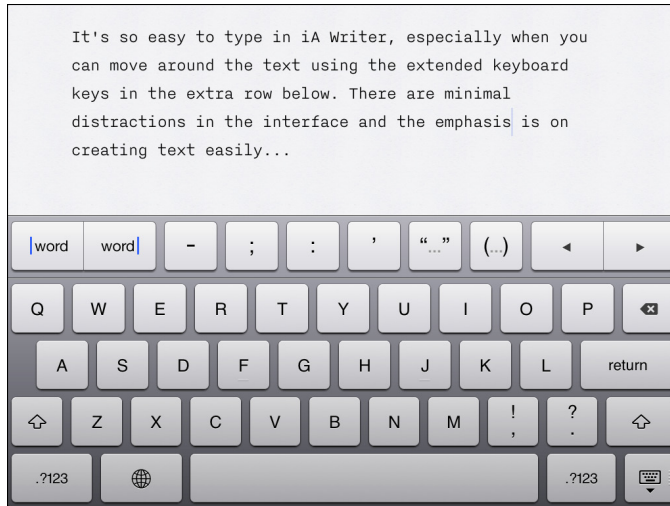 It's so easy to type in iA Writer, especially when you
can move around the text using the extended keyboard
keys in the extra row below. There are minimal
distractions in the interface and the emphasis is on
creating text easily...
word word - ; : ’ “...” (...) ◄ ►
Q W E R T Y U I O P
A S D F G H J K L return
Z X C V B N M ! , ? .
.?123 .?123